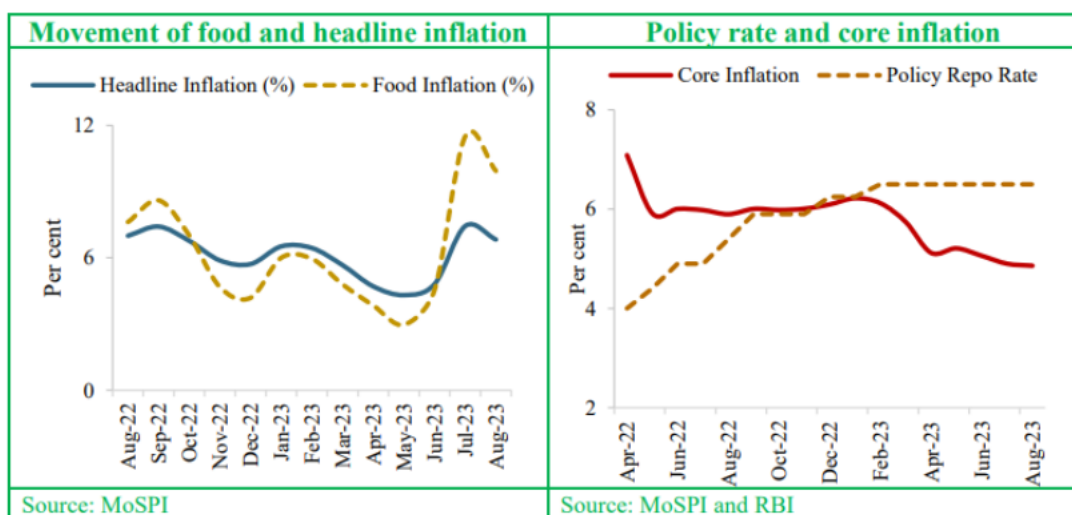 Movement of food and headline inflation
Headline Inflation (%) Food Inflation (%)
12
6
0
Per cent
Aug-22
Sep-22
Oct-22
Nov-22
Dec-22
Jan-23
Feb-23
Mar-23
Apr-23
May-23
Jun-23
Jul-23
Aug-23
Source: MoSPI
Policy rate and core inflation
Core Inflation Policy Repo Rate
8
6
4
2
Per cent
Apr-22
Jun-22
Aug-22
Oct-22
Dec-22
Feb-23
Apr-23
Jun-23
Aug-23
Source: MoSPI and RBI